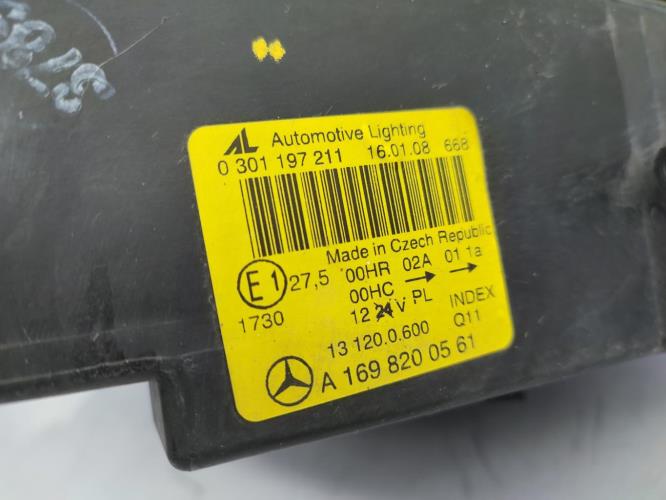 AL Automotive Lighting
0 301 197 211 16.01.08 668
Made in Czech Republic
E1 27,5 00HR 02A 01 1a
00HC → →
1730 12 24 V PL INDEX
13 120.0.600 Q11
A 169 820 05 61